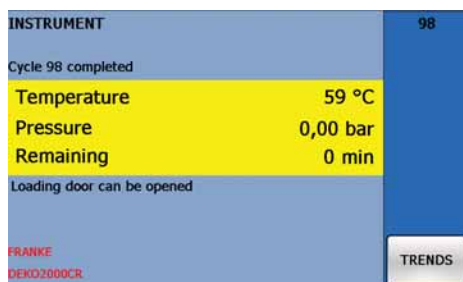 INSTRUMENT 98
Cycle 98 completed
Temperature 59 °C
Pressure 0,00 bar
Remaining 0 min
Loading door can be opened
FRANKE
DEKO2000CR
TRENDS